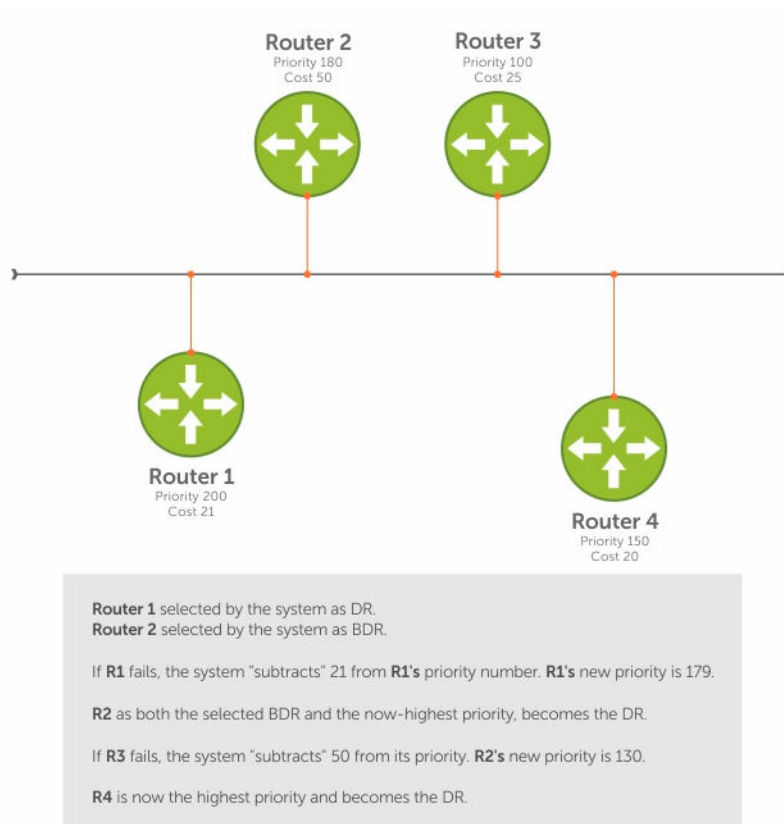 Router 2
Priority 180
Cost 50
Router 3
Priority 100
Cost 25
Router 1
Priority 200
Cost 21
Router 4
Priority 150
Cost 20
Router 1 selected by the system as DR.
Router 2 selected by the system as BDR.
If R1 fails, the system "subtracts" 21 from R1's priority number. R1's new priority is 179.
R2 as both the selected BDR and the now-highest priority, becomes the DR.
If R3 fails, the system "subtracts" 50 from its priority. R2's new priority is 130.
R4 is now the highest priority and becomes the DR.